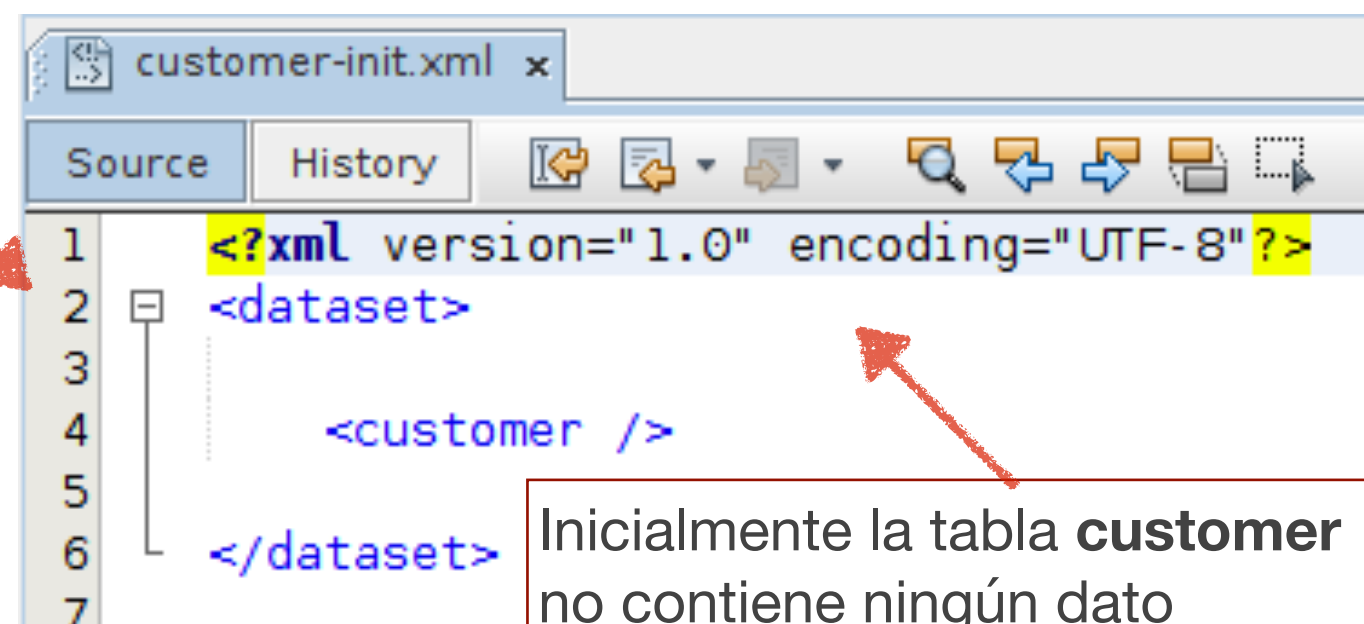 customer-init.xml x
Source History
1 <?xml version="1.0" encoding="UTF-8"?>
2 <dataset>
3
4 <customer />
5
6 </dataset>
7
Inicialmente la tabla customer
no contiene ningún dato